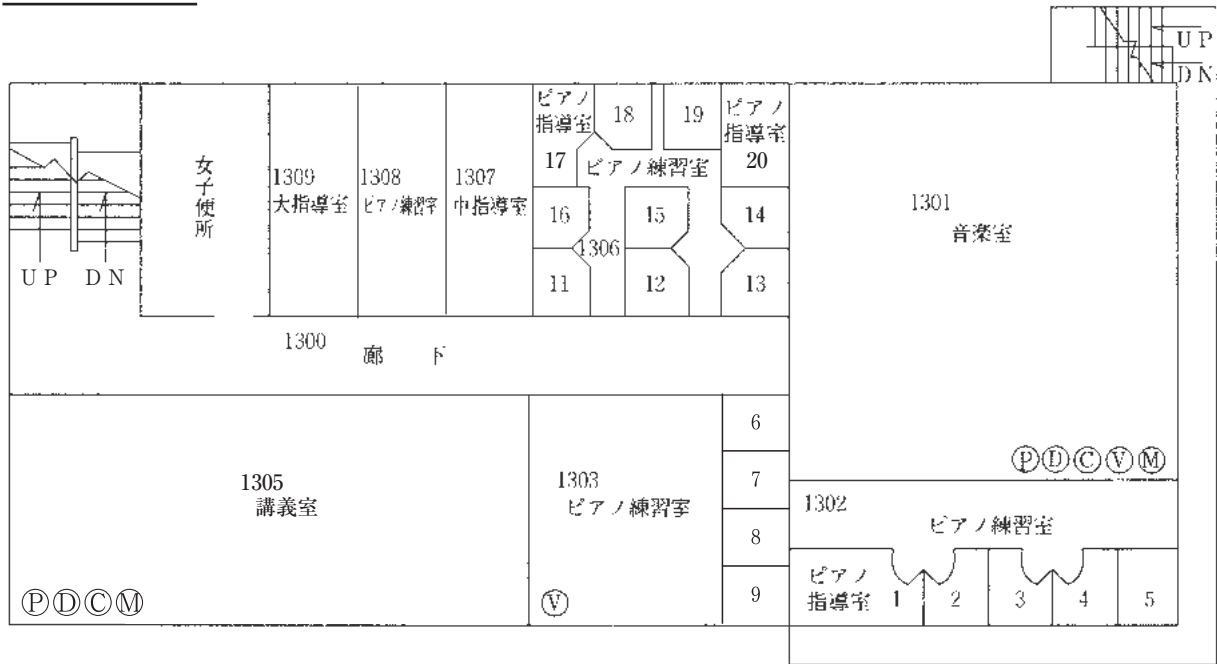 UP
DN
ピアノ
指導室
17
18
19
ピアノ
指導室
20
ピアノ練習室
女子便所
1309
大指導室
1308
ピアノ練習室
1307
中指導室
16
15
14
1306
11
12
13
1301
音楽室
UP DN
1300
廊下
6
7
8
9
ⓅⒹⒸⓋⓂ
1305
講義室
1303
ピアノ練習室
1302
ピアノ練習室
ピアノ
指導室 1
2
3
4
5
ⓅⒹⒸⓂ
Ⓥ